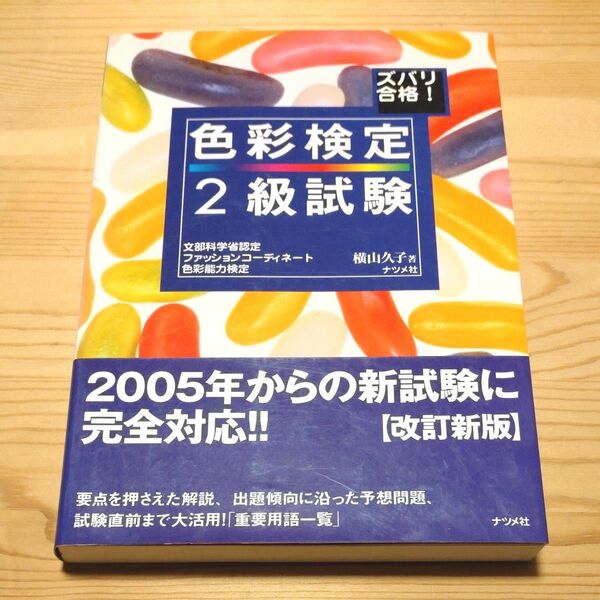 ズバリ
合格！
色彩検定
2級試験
文部科学省認定
ファッションコーディネート
色彩能力検定
横山久子著
ナツメ社
2005年からの新試験に
完全対応!!
【改訂新版】
要点を押さえた解説、出題傾向に沿った予想問題、
試験直前まで大活用!「重要用語一覧」
ナツメ社